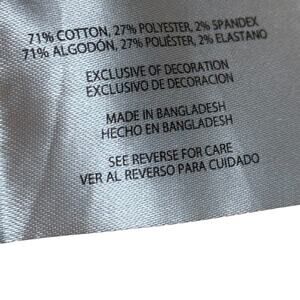 71% COTTON, 27% POLYESTER, 2% SPANDEX
71% ALGODÓN, 27% POLIÉSTER, 2% ELASTANO
EXCLUSIVE OF DECORATION
EXCLUSIVO DE DECORACION
MADE IN BANGLADESH
HECHO EN BANGLADESH
SEE REVERSE FOR CARE
VER AL REVERSO PARA CUIDADO